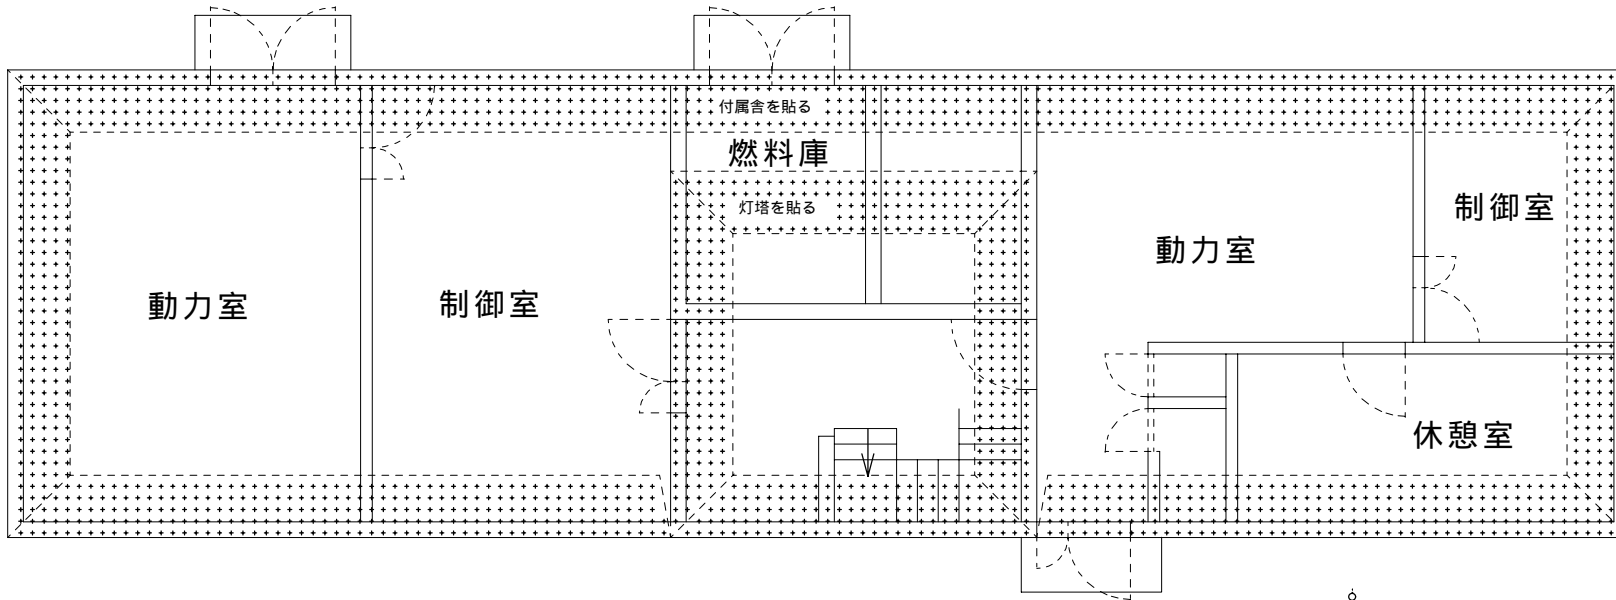 付属舎を貼る
燃料庫
灯塔を貼る
制御室
動力室
動力室
制御室
休憩室